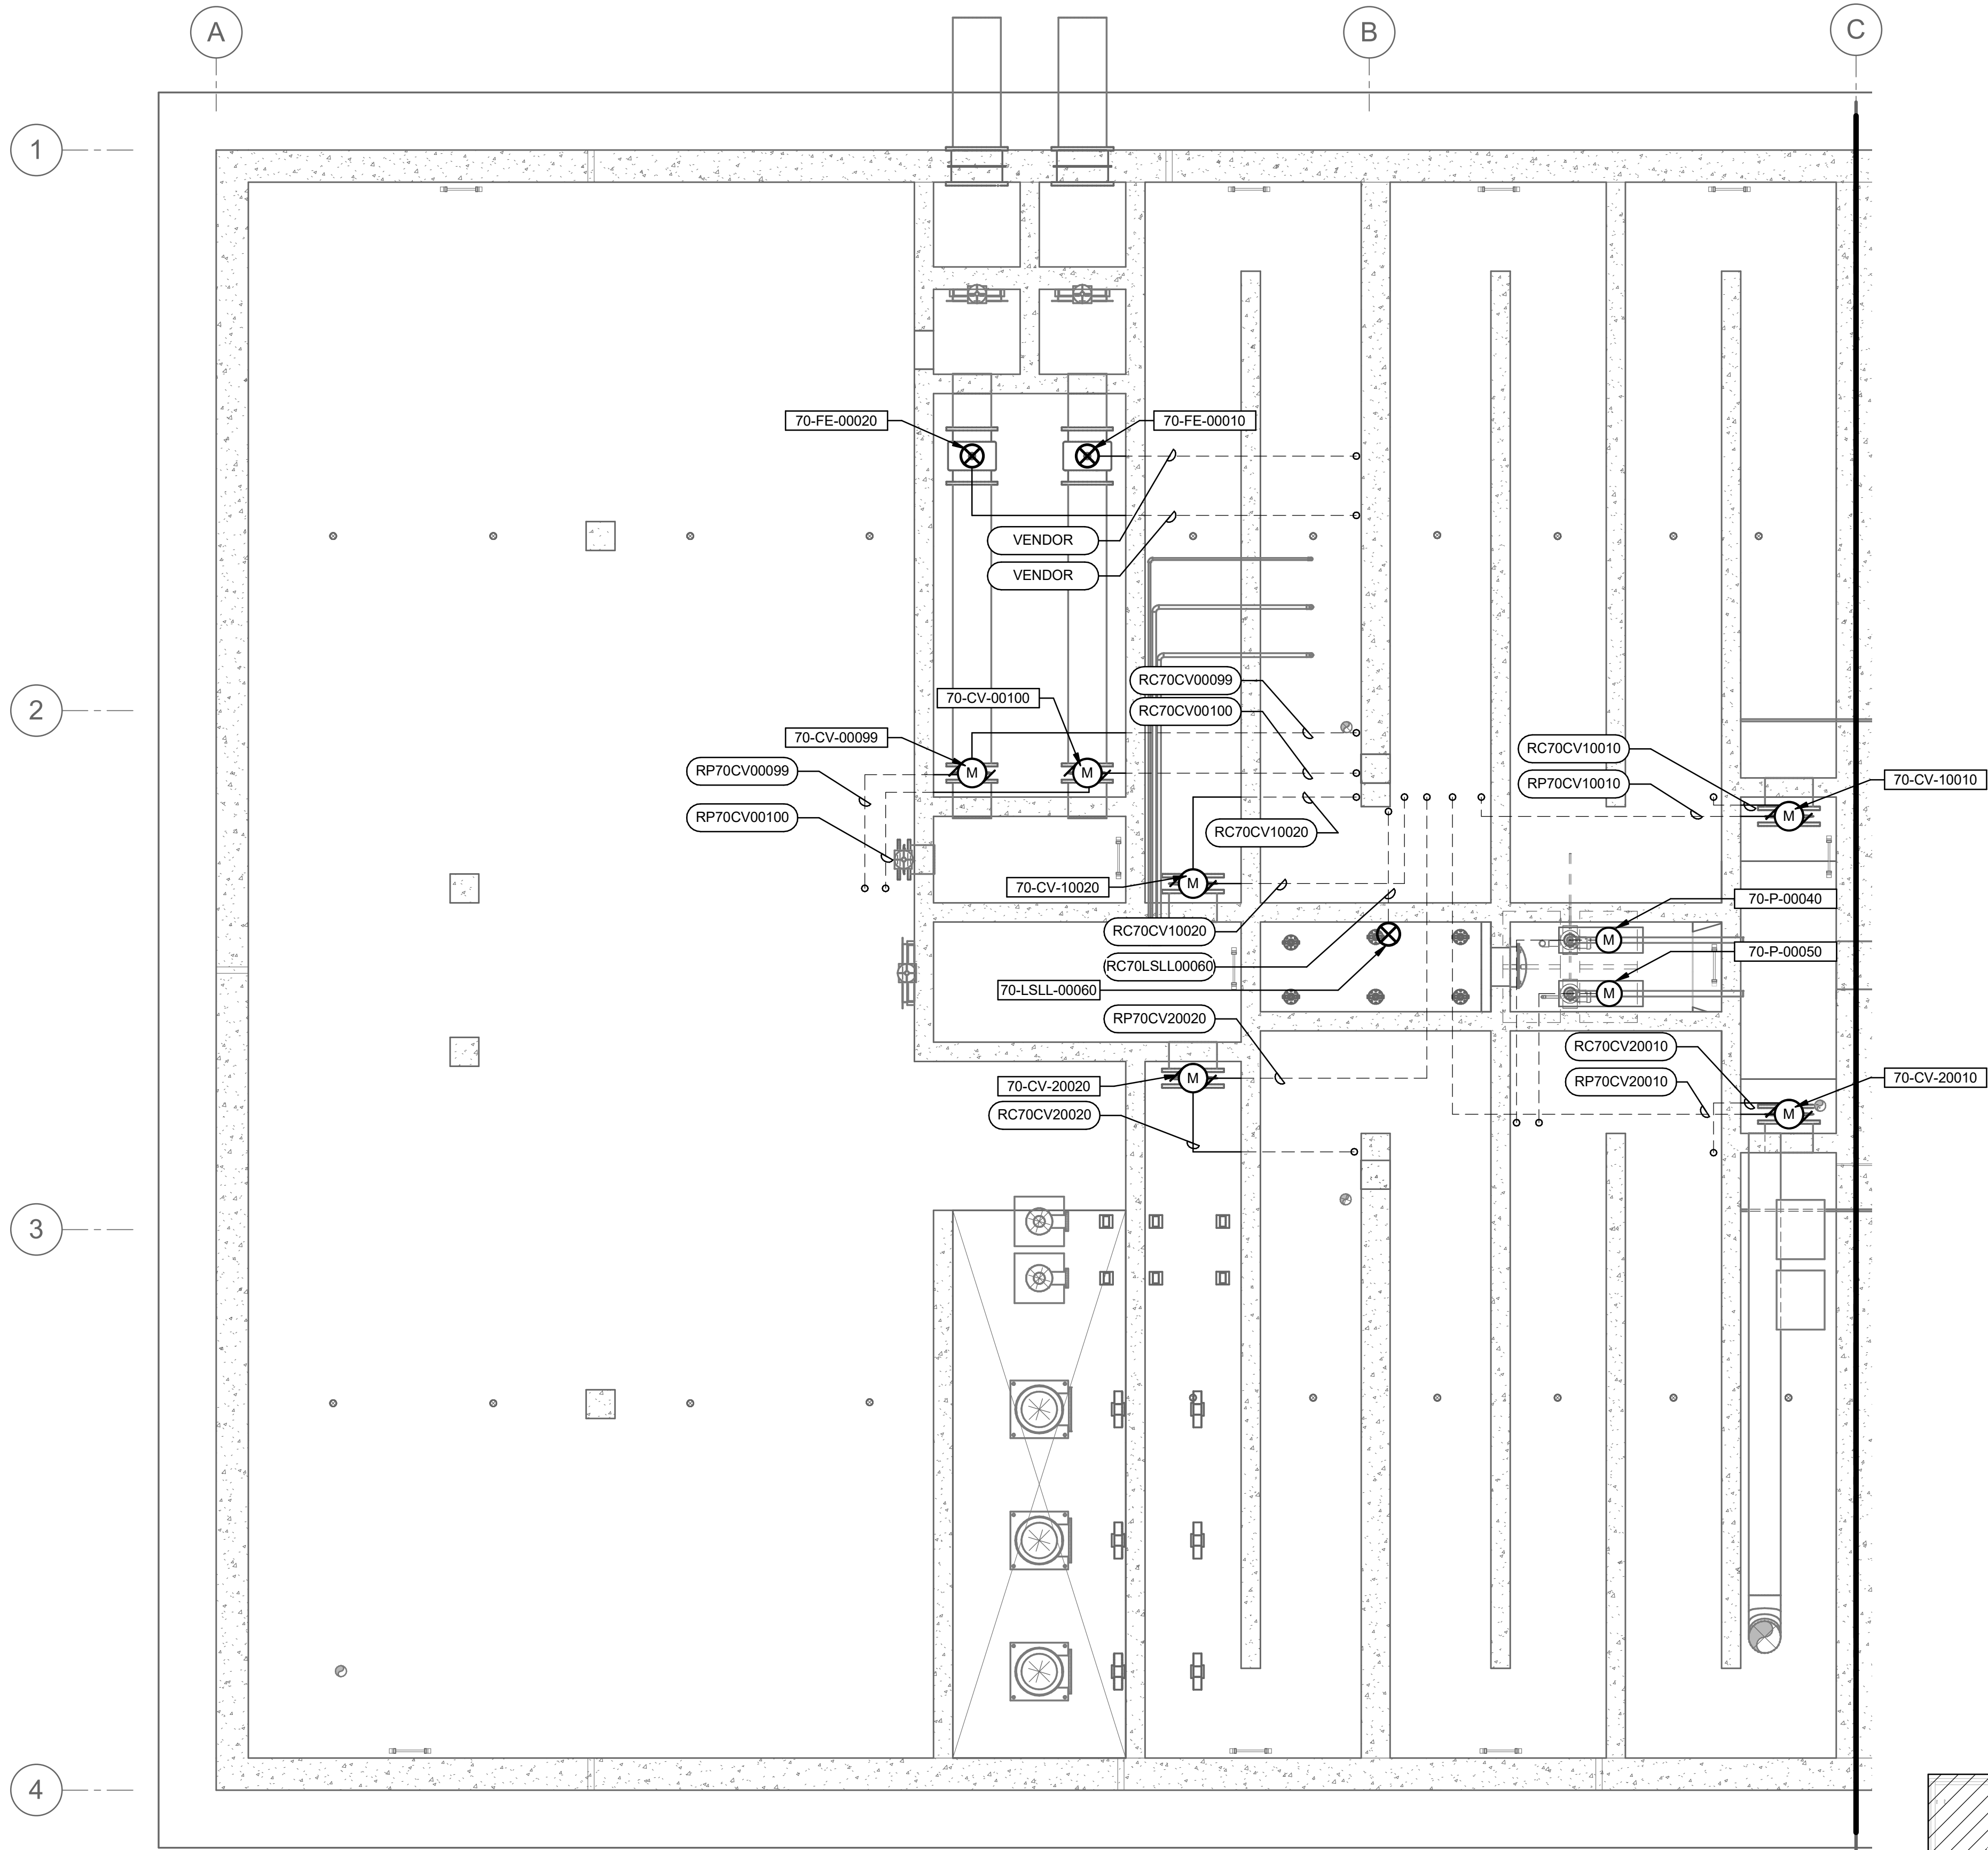 A
B
C
1
70-FE-00020
70-FE-00010
VENDOR
VENDOR
RC70CV00099
70-CV-00100
RC70CV00100
2
70-CV-00099
RC70CV10010
RP70CV00099
M
M
70-CV-10010
RP70CV10010
RP70CV00100
M
RC70CV10020
70-CV-10020
M
70-P-00040
RC70CV10020
M
70-P-00050
RC70LSLL00060
70-LSLL-00060
M
RP70CV20020
RC70CV20010
70-CV-20020
M
RP70CV20010
70-CV-20010
RC70CV20020
M
3
4